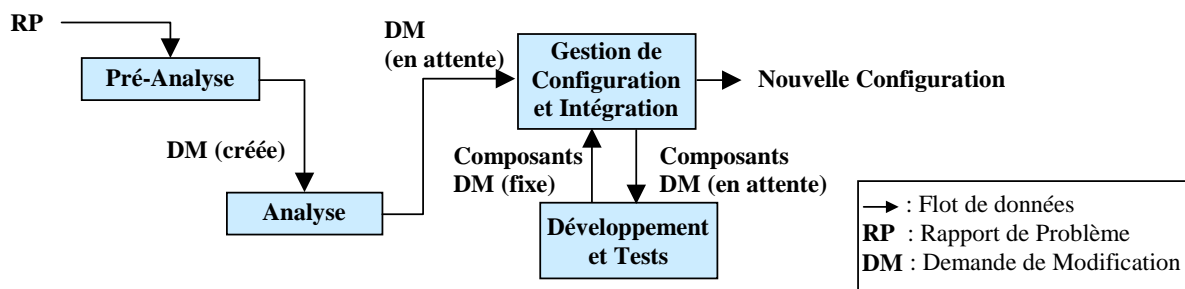 RP
Pré-Analyse
DM (créée)
Analyse
DM
(en attente)
Gestion de
Configuration
et Intégration
Nouvelle Configuration
Composants
DM (fixe)
Composants
DM (en attente)
Développement
et Tests
: Flot de données
RP : Rapport de Problème
DM : Demande de Modification